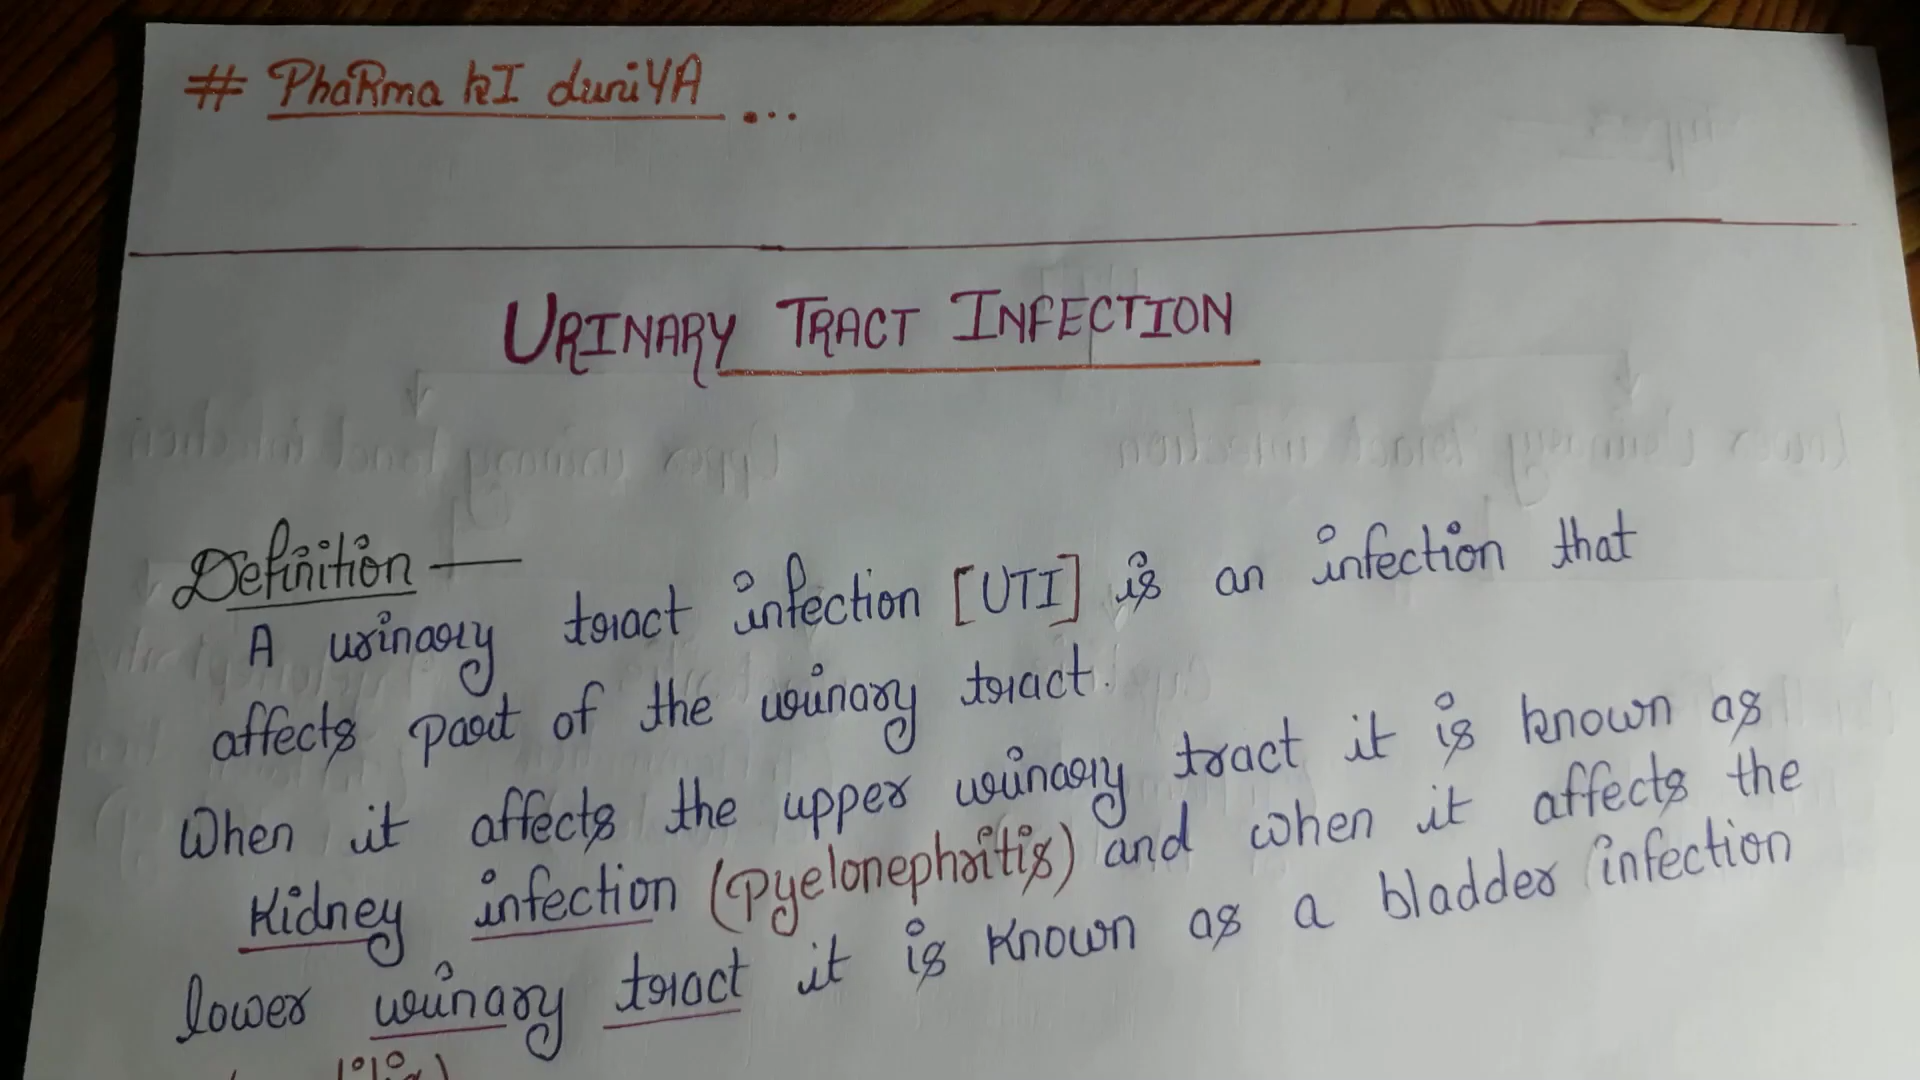 # PhaRma kI duniYA ...
URINARY TRACT INFECTION
Definition —
A urinary tract infection [UTI] is an infection that
affects part of the urinary tract.
When it affects the upper urinary tract it is known as
Kidney infection (Pyelonephritis) and when it affects the
lower urinary tract it is known as a bladder infection